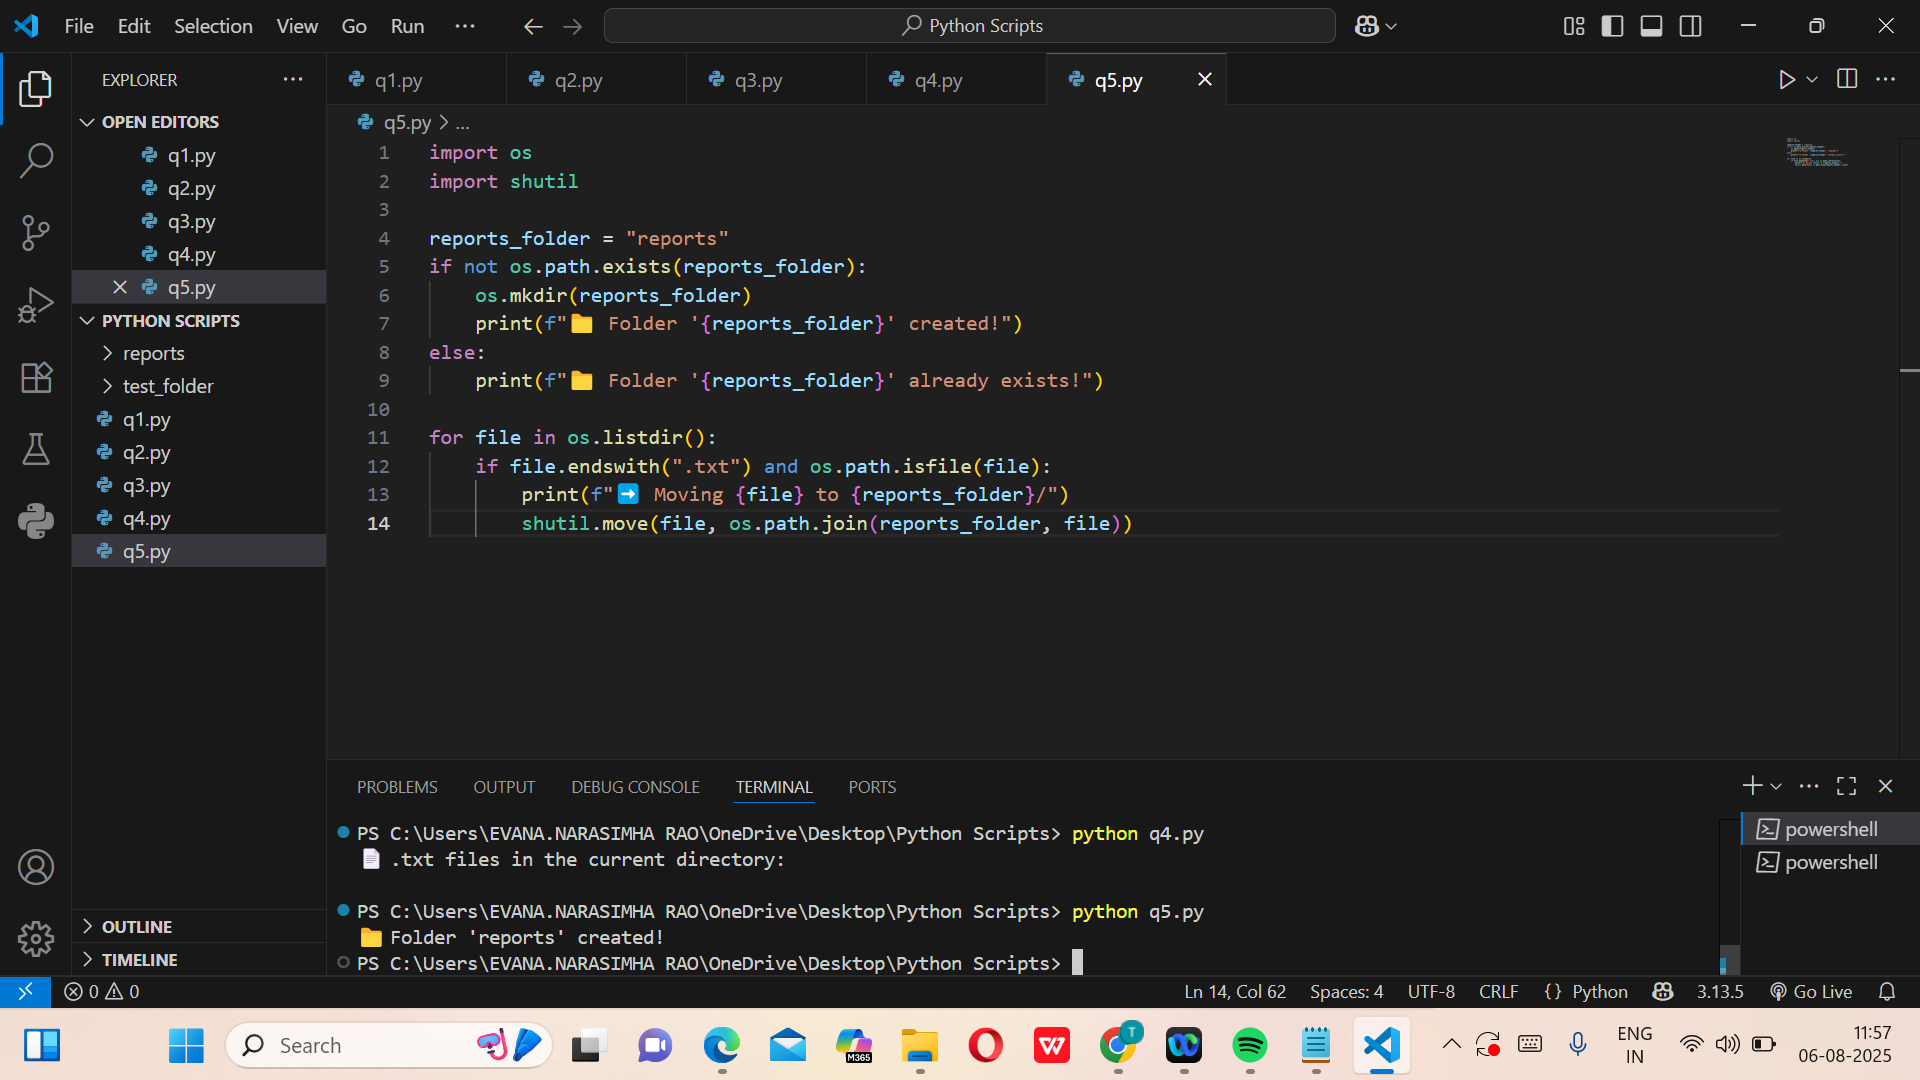 File Edit Selection View Go Run ··· Python Scripts
EXPLORER
OPEN EDITORS
q1.py
q2.py
q3.py
q4.py
q5.py
PYTHON SCRIPTS
reports
test_folder
q1.py
q2.py
q3.py
q4.py
q5.py
OUTLINE
TIMELINE
q1.py q2.py q3.py q4.py q5.py
q5.py > ...
1 import os
2 import shutil
3
4 reports_folder = "reports"
5 if not os.path.exists(reports_folder):
6 os.mkdir(reports_folder)
7 print(f"📁 Folder '{reports_folder}' created!")
8 else:
9 print(f"📁 Folder '{reports_folder}' already exists!")
10
11 for file in os.listdir():
12 if file.endswith(".txt") and os.path.isfile(file):
13 print(f"➡️ Moving {file} to {reports_folder}/")
14 shutil.move(file, os.path.join(reports_folder, file))
PROBLEMS OUTPUT DEBUG CONSOLE TERMINAL PORTS
PS C:\Users\EVANA.NARASIMHA RAO\OneDrive\Desktop\Python Scripts> python q4.py
📄 .txt files in the current directory:
PS C:\Users\EVANA.NARASIMHA RAO\OneDrive\Desktop\Python Scripts> python q5.py
📁 Folder 'reports' created!
PS C:\Users\EVANA.NARASIMHA RAO\OneDrive\Desktop\Python Scripts>
powershell
powershell
0 0 Ln 14, Col 62 Spaces: 4 UTF-8 CRLF {} Python 3.13.5 Go Live
Search M365 W T ENG 11:57
IN 06-08-2025